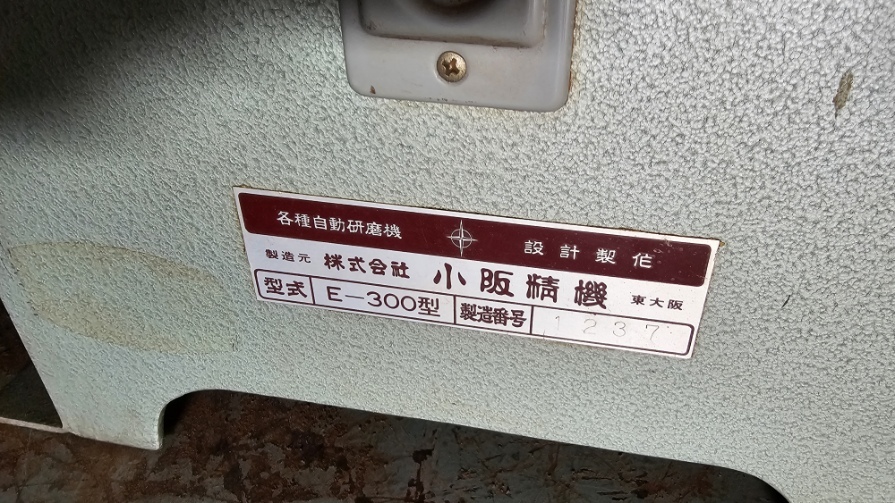 各種自動研磨機 設計製作
製造元 株式会社 小阪精機 東大阪
型式 E-300型 製造番号 1237